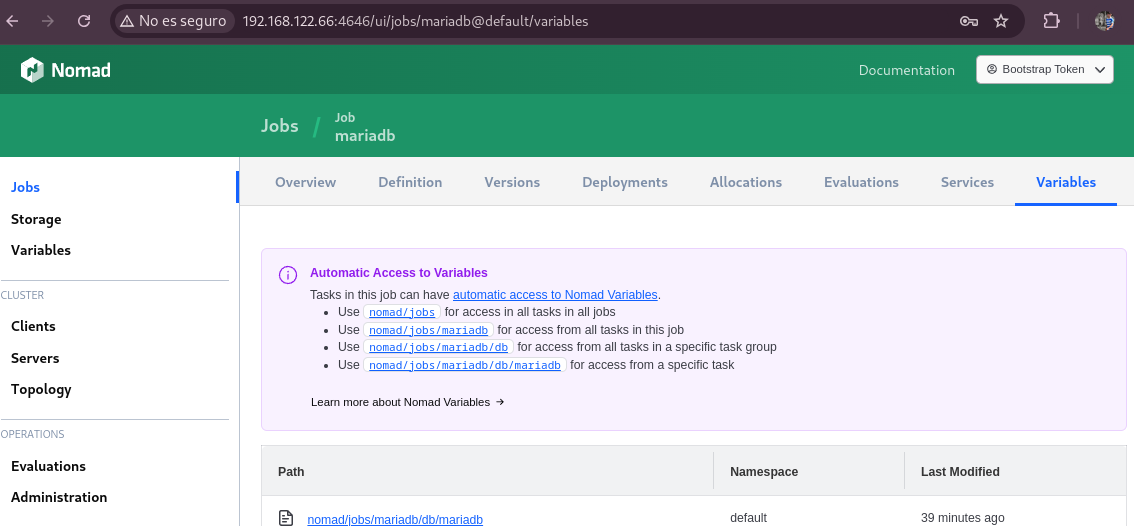 No es seguro 192.168.122.66:4646/ui/jobs/mariadb@default/variables
Nomad Documentation Bootstrap Token
Jobs / Job
mariadb
Jobs
Storage
Variables
CLUSTER
Clients
Servers
Topology
OPERATIONS
Evaluations
Administration
Overview Definition Versions Deployments Allocations Evaluations Services Variables
Automatic Access to Variables
Tasks in this job can have automatic access to Nomad Variables.
• Use nomad/jobs for access in all tasks in all jobs
• Use nomad/jobs/mariadb for access from all tasks in this job
• Use nomad/jobs/mariadb/db for access from all tasks in a specific task group
• Use nomad/jobs/mariadb/db/mariadb for access from a specific task
Learn more about Nomad Variables →
Path Namespace Last Modified
nomad/jobs/mariadb/db/mariadb default 39 minutes ago